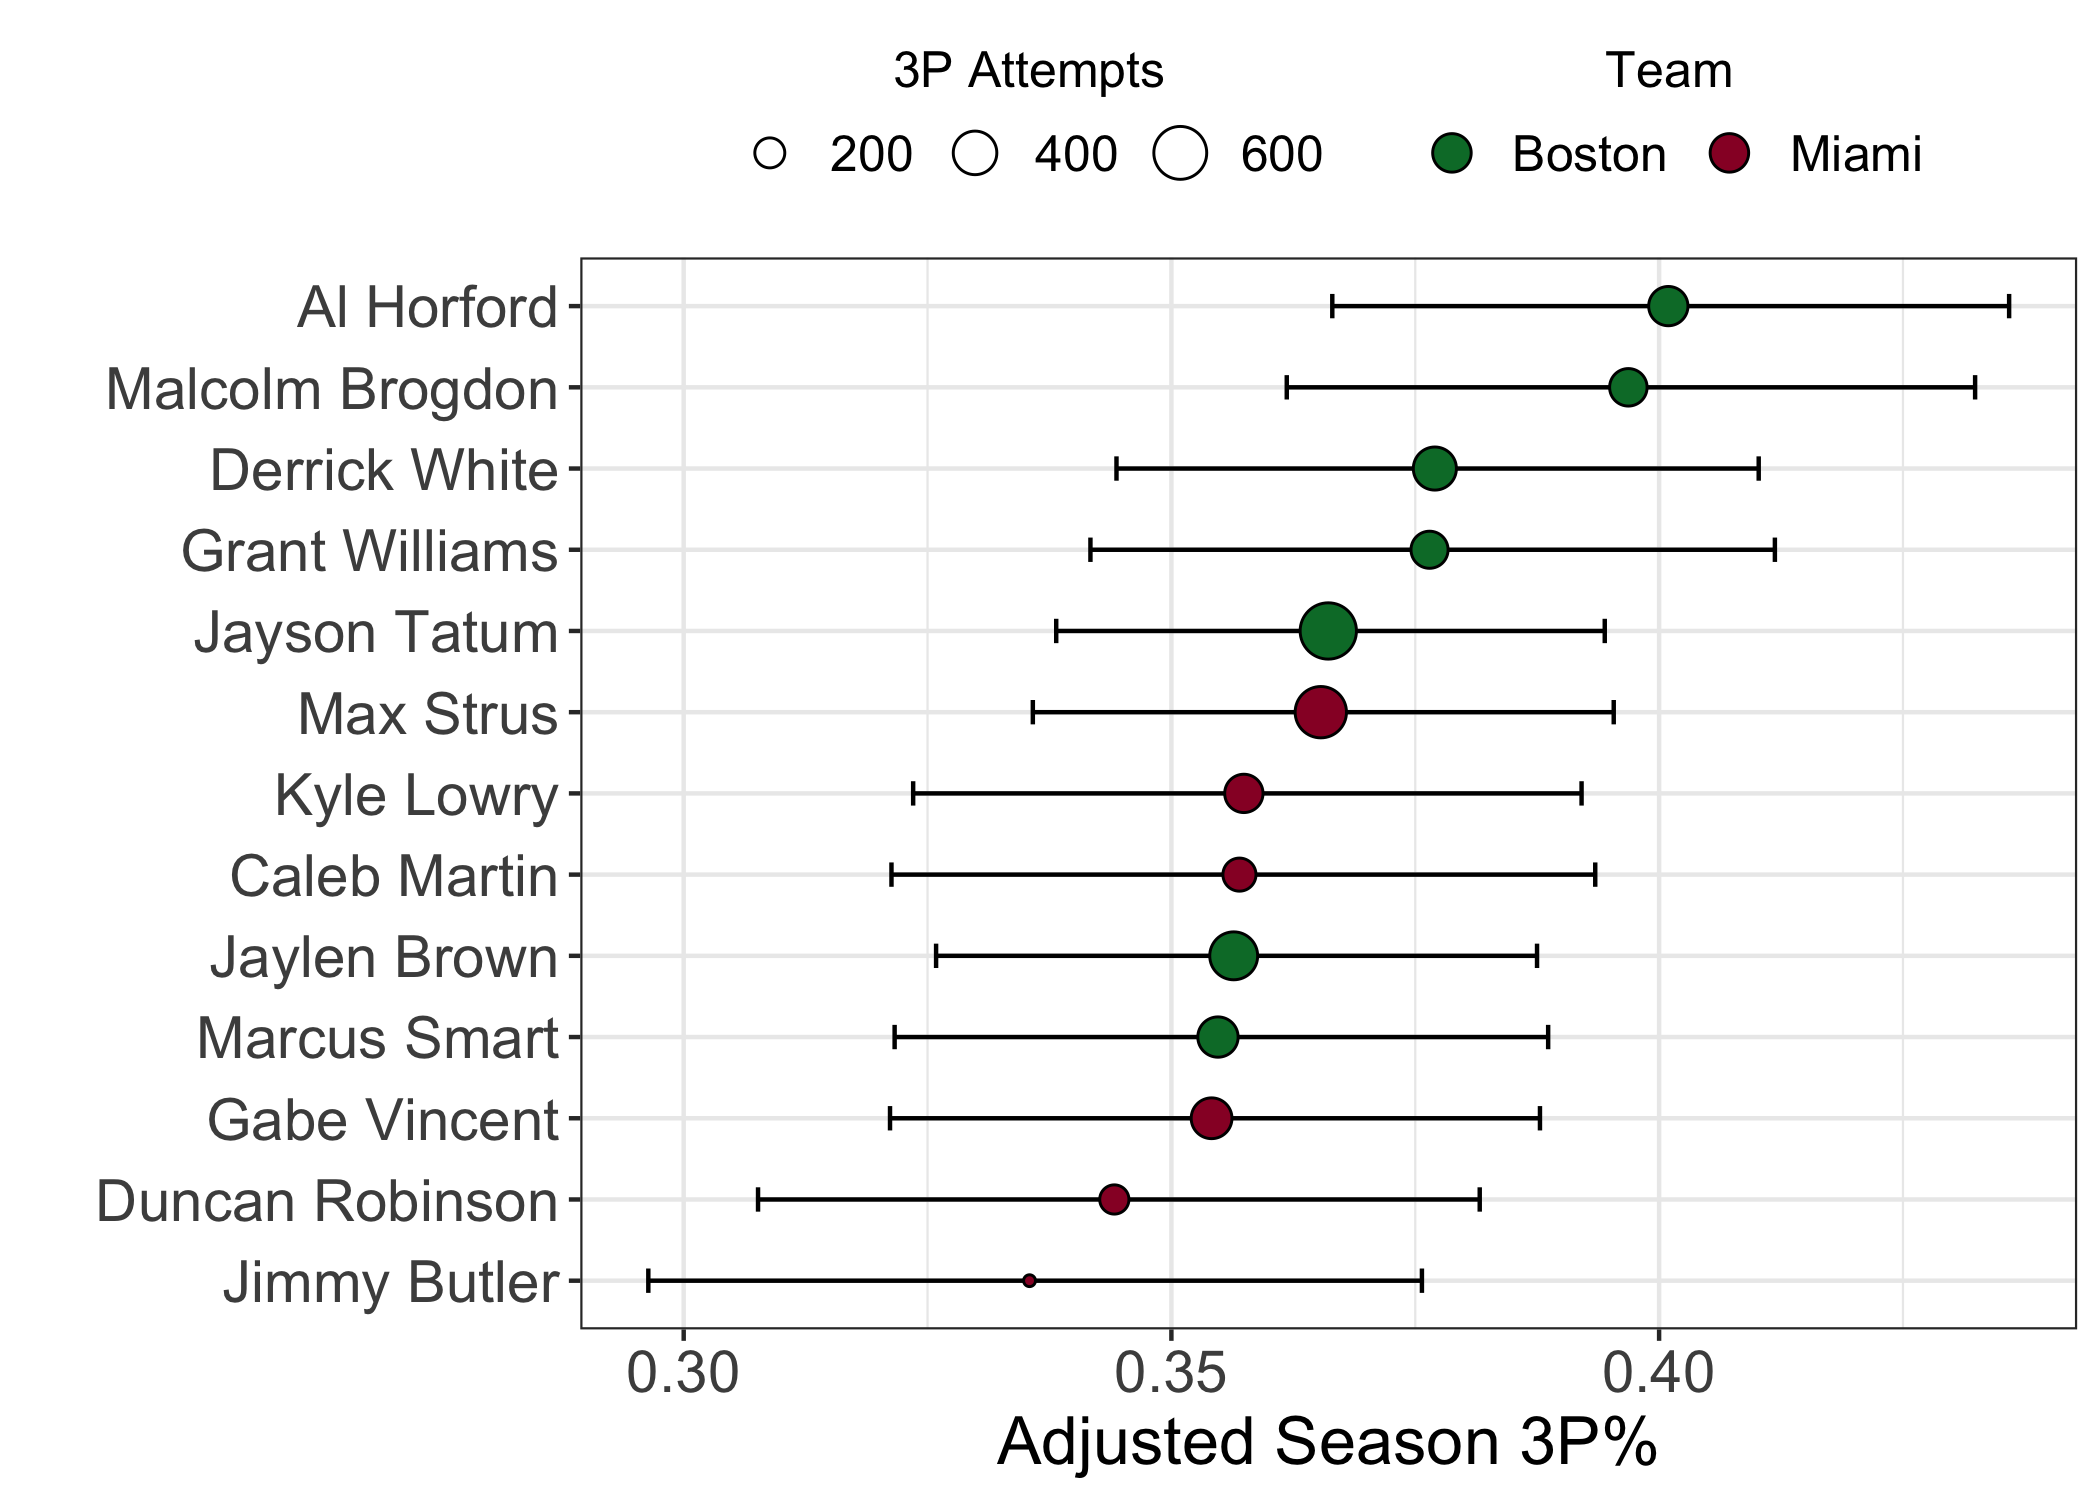 3P Attempts Team
200 400 600 Boston Miami
Al Horford
Malcolm Brogdon
Derrick White
Grant Williams
Jayson Tatum
Max Strus
Kyle Lowry
Caleb Martin
Jaylen Brown
Marcus Smart
Gabe Vincent
Duncan Robinson
Jimmy Butler
0.30 0.35 0.40
Adjusted Season 3P%